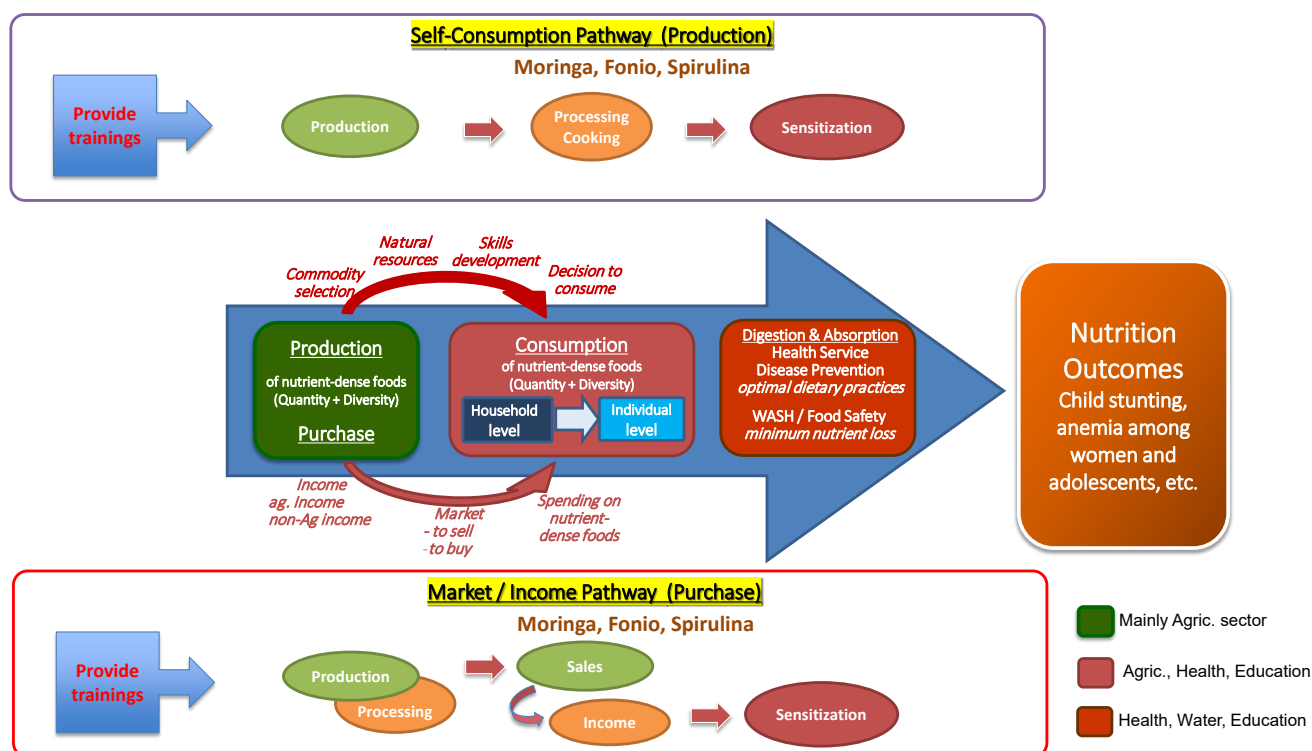 Self-Consumption Pathway (Production)
Moringa, Fonio, Spirulina
Provide
trainings
Production
Processing
Cooking
Sensitization
Commodity
selection
Natural
resources
Skills
development
Decision to
consume
Production
of nutrient-dense foods
(Quantity + Diversity)
Purchase
Consumption
of nutrient-dense foods
(Quantity + Diversity)
Household
level
Individual
level
Digestion & Absorption
Health Service
Disease Prevention
optimal dietary practices
WASH / Food Safety
minimum nutrient loss
Nutrition
Outcomes
Child stunting,
anemia among
women and
adolescents, etc.
Income
ag. Income
non-Ag income
Market
- to sell
- to buy
Spending on
nutrient-
dense foods
Market / Income Pathway (Purchase)
Moringa, Fonio, Spirulina
Provide
trainings
Production
Processing
Sales
Income
Sensitization
Mainly Agric. sector
Agric., Health, Education
Health, Water, Education